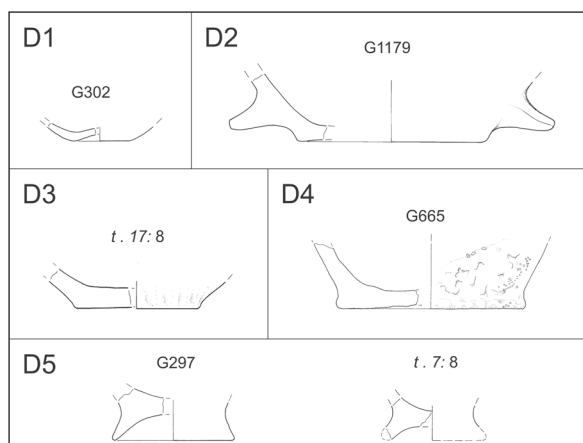 D1
G302
D2
G1179
D3
t . 17: 8
D4
G665
D5
G297
t . 7: 8